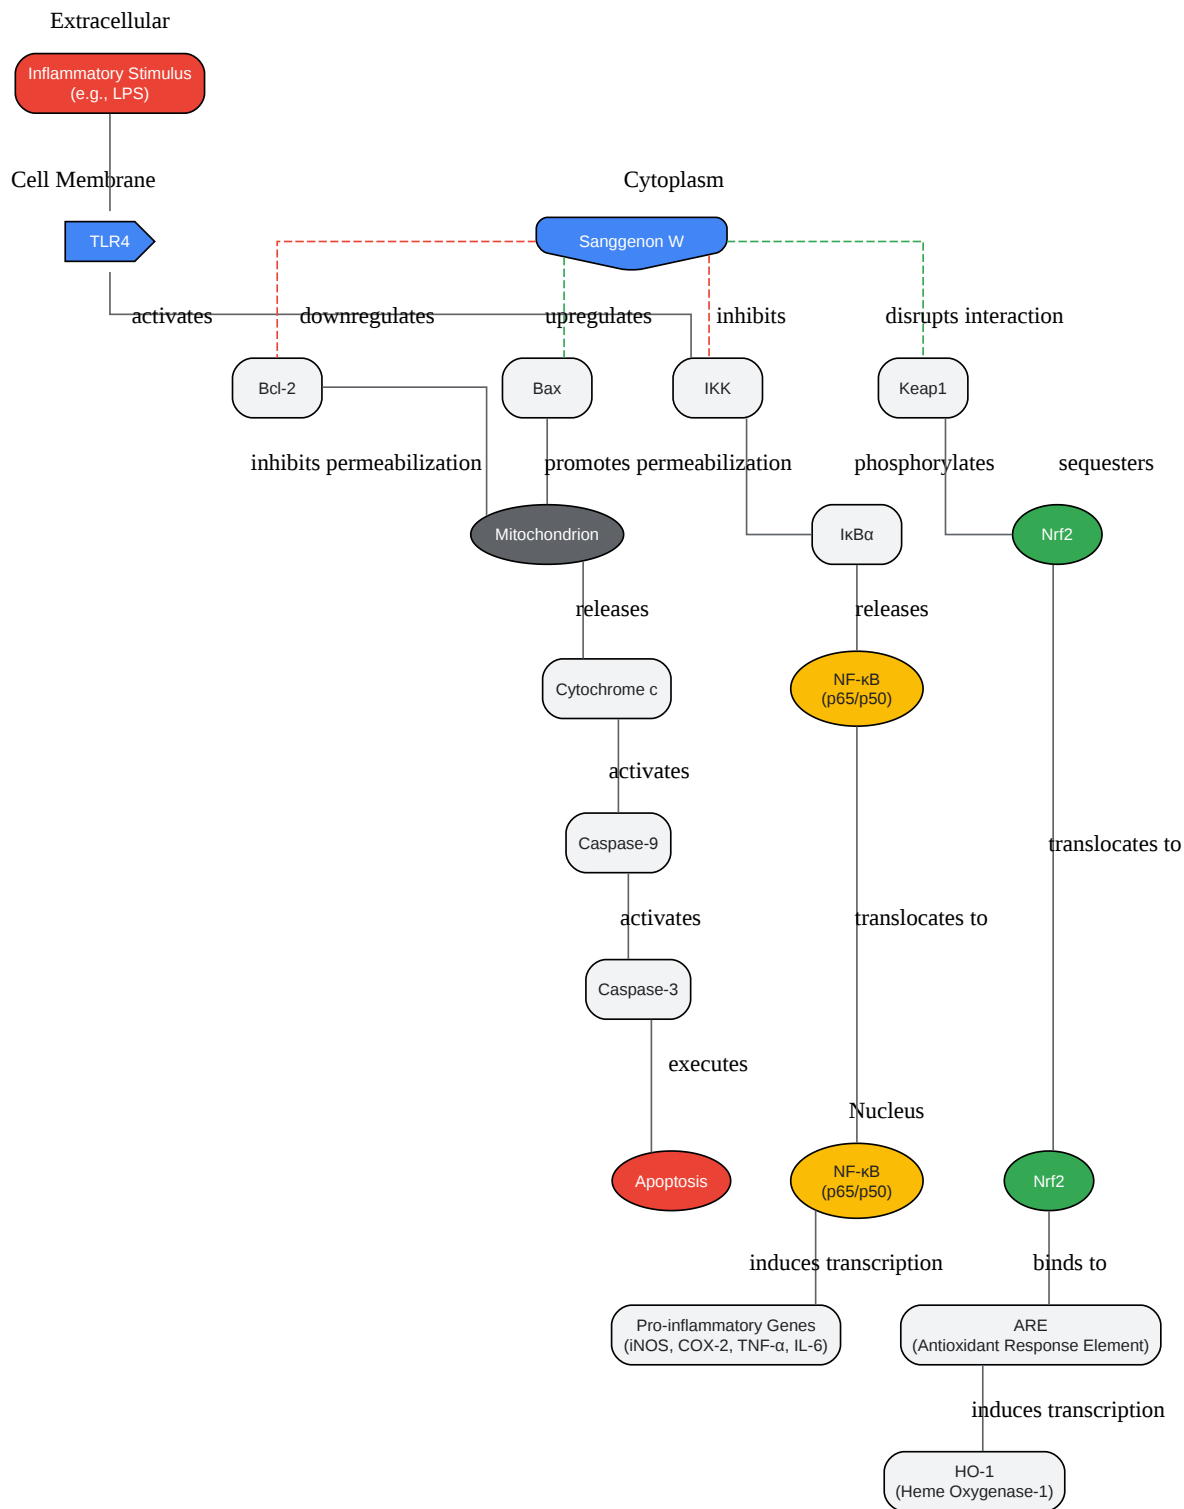 Extracellular
Inflammatory Stimulus
(e.g., LPS)
Cell Membrane
Cytoplasm
TLR4
Sanggenon W
activates
downregulates
upregulates
inhibits
disrupts interaction
Bcl-2
Bax
IKK
Keap1
inhibits permeabilization
promotes permeabilization
phosphorylates
sequesters
Mitochondrion
IκBα
Nrf2
releases
releases
Cytochrome c
NF-κB
(p65/p50)
activates
Caspase-9
translocates to
activates
translocates to
Caspase-3
executes
Nucleus
Apoptosis
NF-κB
(p65/p50)
Nrf2
induces transcription
binds to
Pro-inflammatory Genes
(iNOS, COX-2, TNF-α, IL-6)
ARE
(Antioxidant Response Element)
induces transcription
HO-1
(Heme Oxygenase-1)